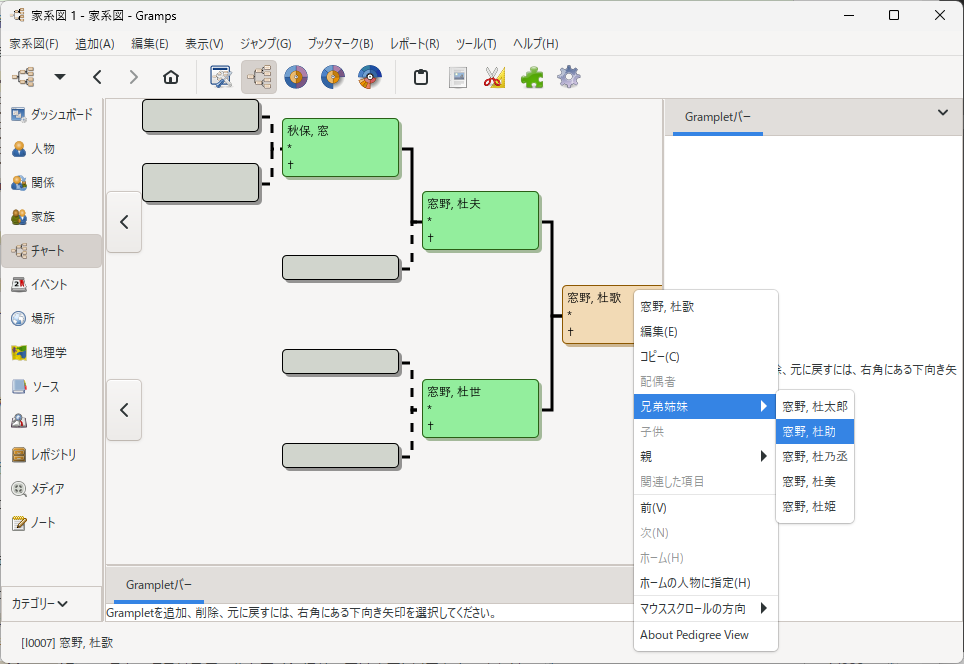 家系図 1 - 家系図 - Gramps
家系図(F) 追加(A) 編集(E) 表示(V) ジャンプ(G) ブックマーク(B) レポート(R) ツール(T) ヘルプ(H)
ダッシュボード
人物
関係
家族
チャート
イベント
場所
地理学
ソース
引用
レポジトリ
メディア
ノート
カテゴリー
秋保, 窓
*
†
窓野, 杜夫
*
†
窓野, 杜世
*
†
窓野, 杜歌
*
†
Grampletバー
、元に戻すには、右角にある下向き矢
窓野, 杜歌
編集(E)
コピー(C)
配偶者
兄弟姉妹
子供
親
関連した項目
前(V)
次(N)
ホーム(H)
ホームの人物に指定(H)
マウススクロールの方向
About Pedigree View
窓野, 杜太郎
窓野, 杜助
窓野, 杜乃丞
窓野, 杜美
窓野, 杜姫
Grampletバー
Grampletを追加、削除、元に戻すには、右角にある下向き矢印を選択してください。
[I0007] 窓野, 杜歌